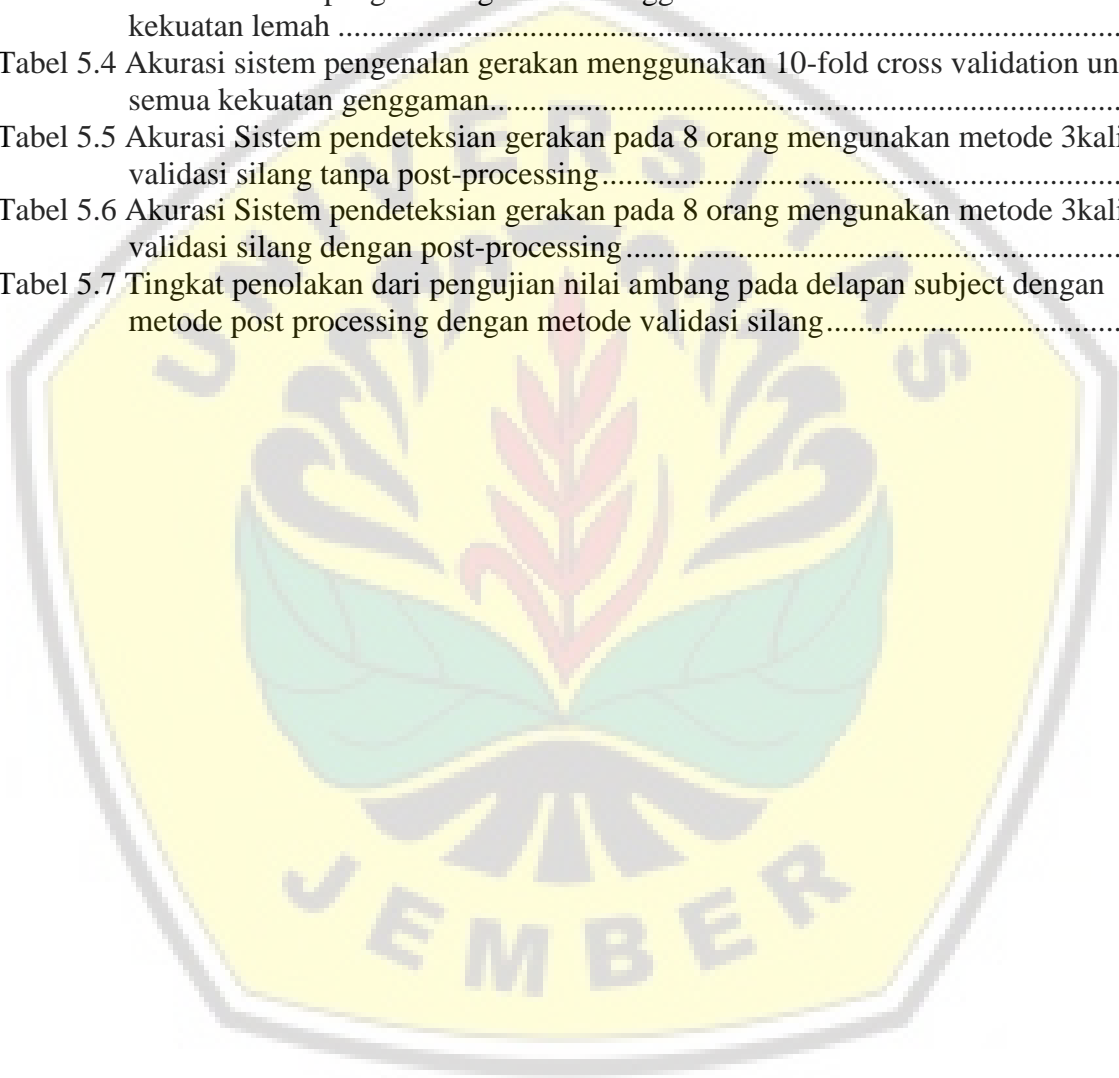 kekuatan lemah ....................................................................................................
Tabel 5.4 Akurasi sistem pengenalan gerakan menggunakan 10-fold cross validation un
semua kekuatan genggaman..........................................................................
Tabel 5.5 Akurasi Sistem pendeteksian gerakan pada 8 orang mengunakan metode 3kali
validasi silang tanpa post-processing..............................................................
Tabel 5.6 Akurasi Sistem pendeteksian gerakan pada 8 orang mengunakan metode 3kali
validasi silang dengan post-processing...........................................................
Tabel 5.7 Tingkat penolakan dari pengujian nilai ambang pada delapan subject dengan
metode post processing dengan metode validasi silang..................................
UNIVERSITAS
JEMBER